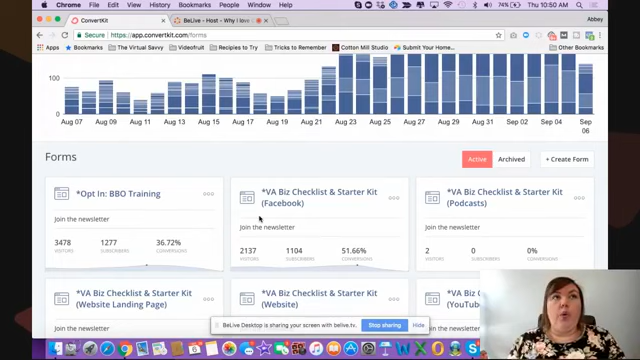 Chrome File Edit View History Bookmarks People Window Help 74% Thu 10:50 AM
ConvertKit BeLive - Host - Why I love Abbey
Secure https://app.convertkit.com/forms
Apps Bookmarks The Virtual Savvy Videofruit Recipies to Try Tricks to Remember Cotton Mill Studio Submit Your Home... Other Bookmarks
100
0
Aug 07 Aug 09 Aug 11 Aug 13 Aug 15 Aug 17 Aug 19 Aug 21 Aug 23 Aug 25 Aug 27 Aug 29 Aug 31 Sep 02 Sep 04 Sep 06
Forms Active Archived + Create Form
*Opt In: BBO Training
Join the newsletter
3478 1277 36.72%
VISITORS SUBSCRIBERS CONVERSIONS
*VA Biz Checklist & Starter Kit
(Facebook)
Join the newsletter
2137 1104 51.66%
VISITORS SUBSCRIBERS CONVERSIONS
*VA Biz Checklist & Starter Kit
(Podcasts)
Join the newsletter
2 0 0%
VISITORS SUBSCRIBERS CONVERSIONS
*VA Biz Checklist & Starter Kit
(Website Landing Page)
Join the newsletter
*VA Biz Checklist & Starter Kit
(Website)
*VA Biz Checklist & Starter Kit
(YouTube
BeLive Desktop is sharing your screen with belive.tv. Stop sharing Hide